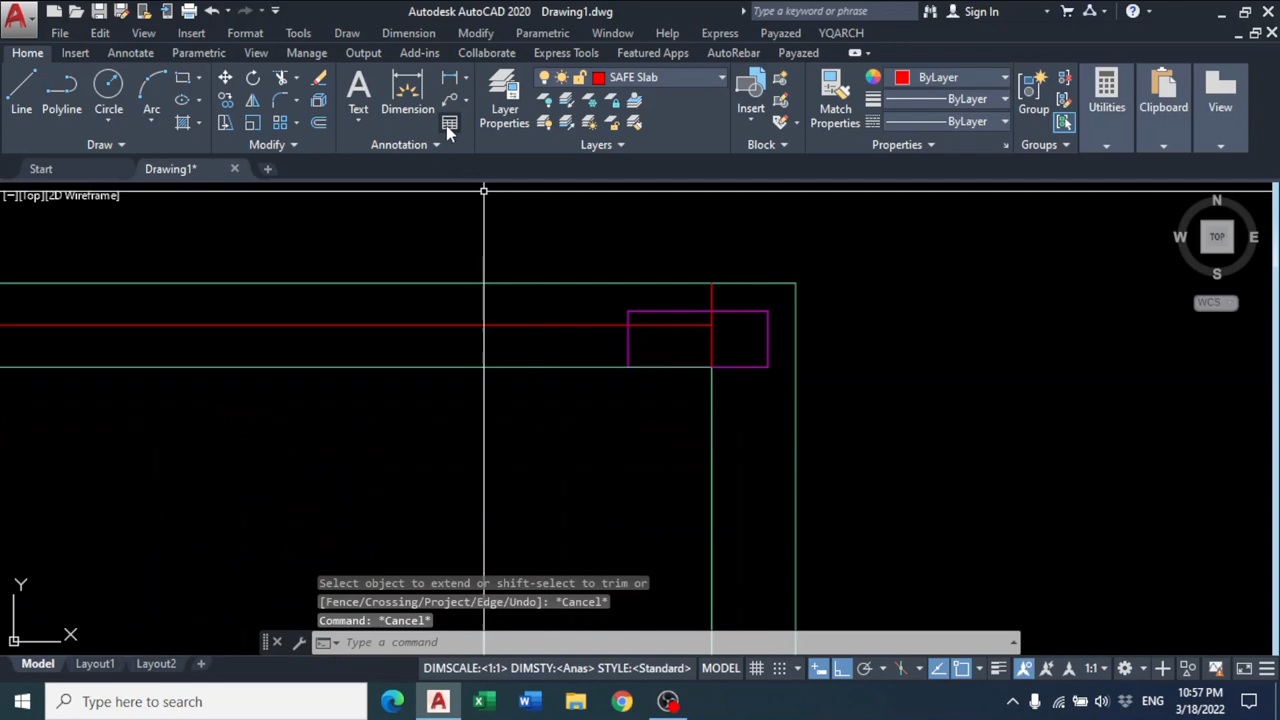 Autodesk AutoCAD 2020 Drawing1.dwg
Type a keyword or phrase
Sign In
File Edit View Insert Format Tools Draw Dimension Modify Parametric Window Help Express Payazed YQARCH
Home Insert Annotate Parametric View Manage Output Add-ins Collaborate Express Tools Featured Apps AutoRebar Payazed
Line Polyline Circle Arc
Text Dimension
Layer Properties
SAFE Slab
Insert
Match Properties
ByLayer
ByLayer
ByLayer
Group
Utilities
Clipboard
View
Draw Modify Annotation Layers Block Properties Groups
Start Drawing1*
[−][Top][2D Wireframe]
N
W TOP E
S
WCS
Y
X
Select object to extend or shift-select to trim or
[Fence/Crossing/Project/Edge/Undo]: *Cancel*
Command: *Cancel*
Type a command
Model Layout1 Layout2
DIMSCALE:<1:1> DIMSTY:<Anas> STYLE:<Standard> MODEL
1:1
Type here to search
ENG
10:57 PM
3/18/2022